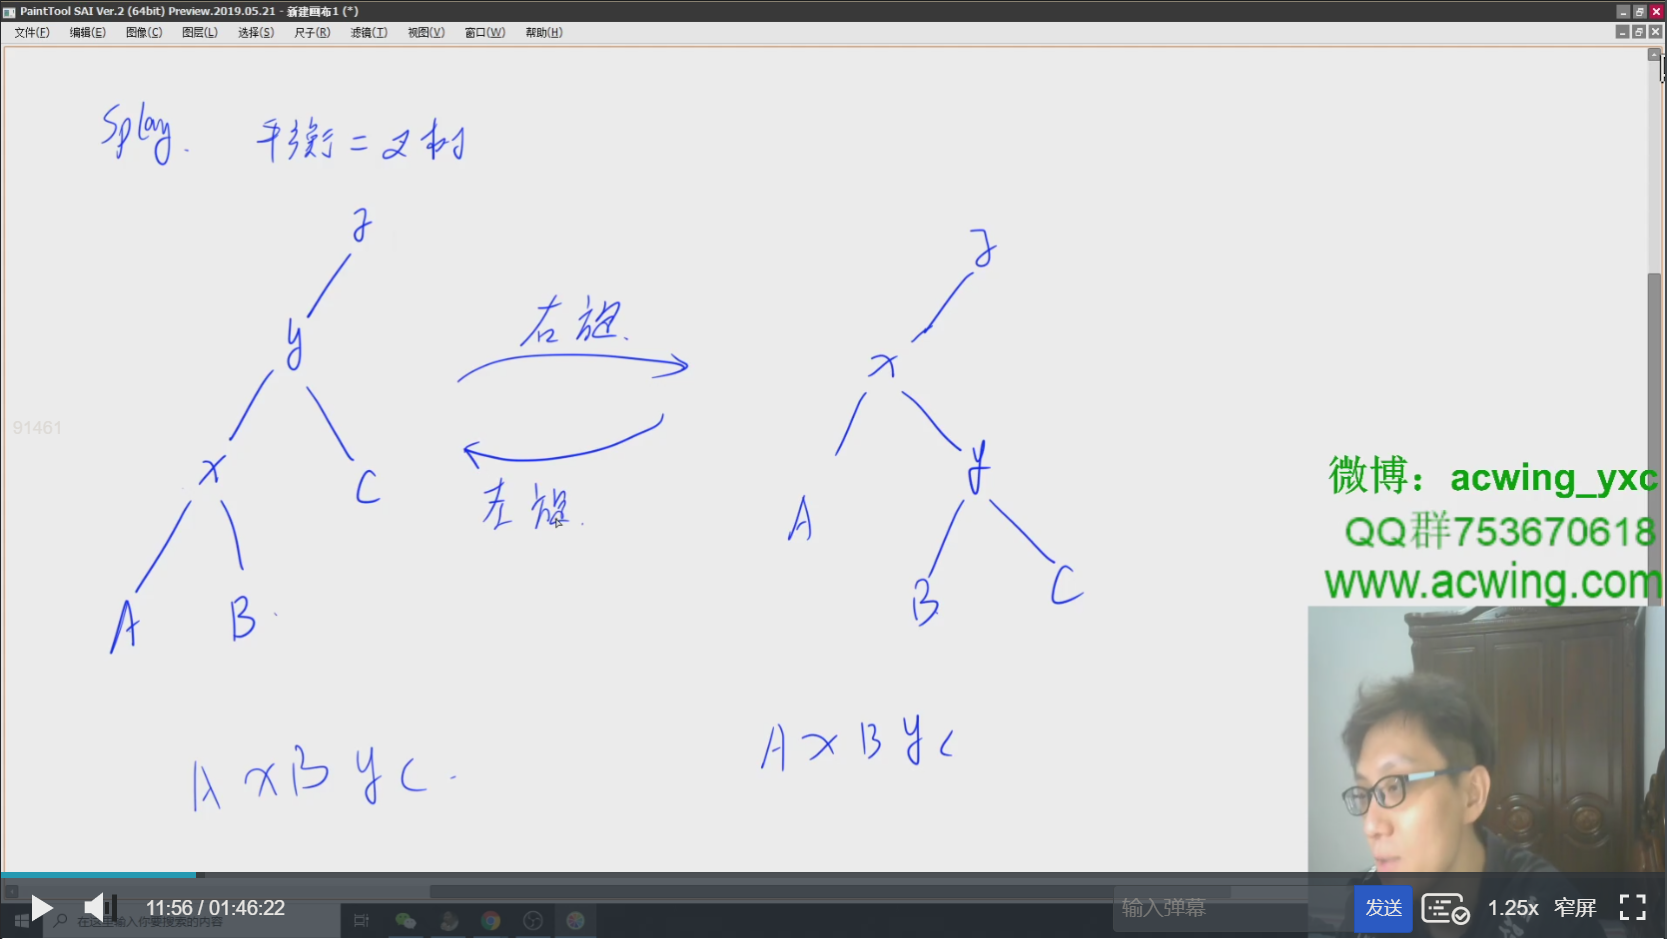 PaintTool SAI Ver.2 (64bit) Preview.2019.05.21 - 新建画布1 (*)
文件(F) 编辑(E) 图像(C) 图层(L) 选择(S) 尺子(R) 滤镜(T) 视图(V) 窗口(W) 帮助(H)
Splay. 平衡二叉树
z
z
右旋.
y
x
91461
y
x
C
微博：acwing_yxc
左旋.
A
QQ群753670618
B
C
www.acwing.com
A
B.
A x B y C
A x B y C.
11:56 / 01:46:22
输入弹幕
发送
1.25x
窄屏
在这里输入你要搜索的内容